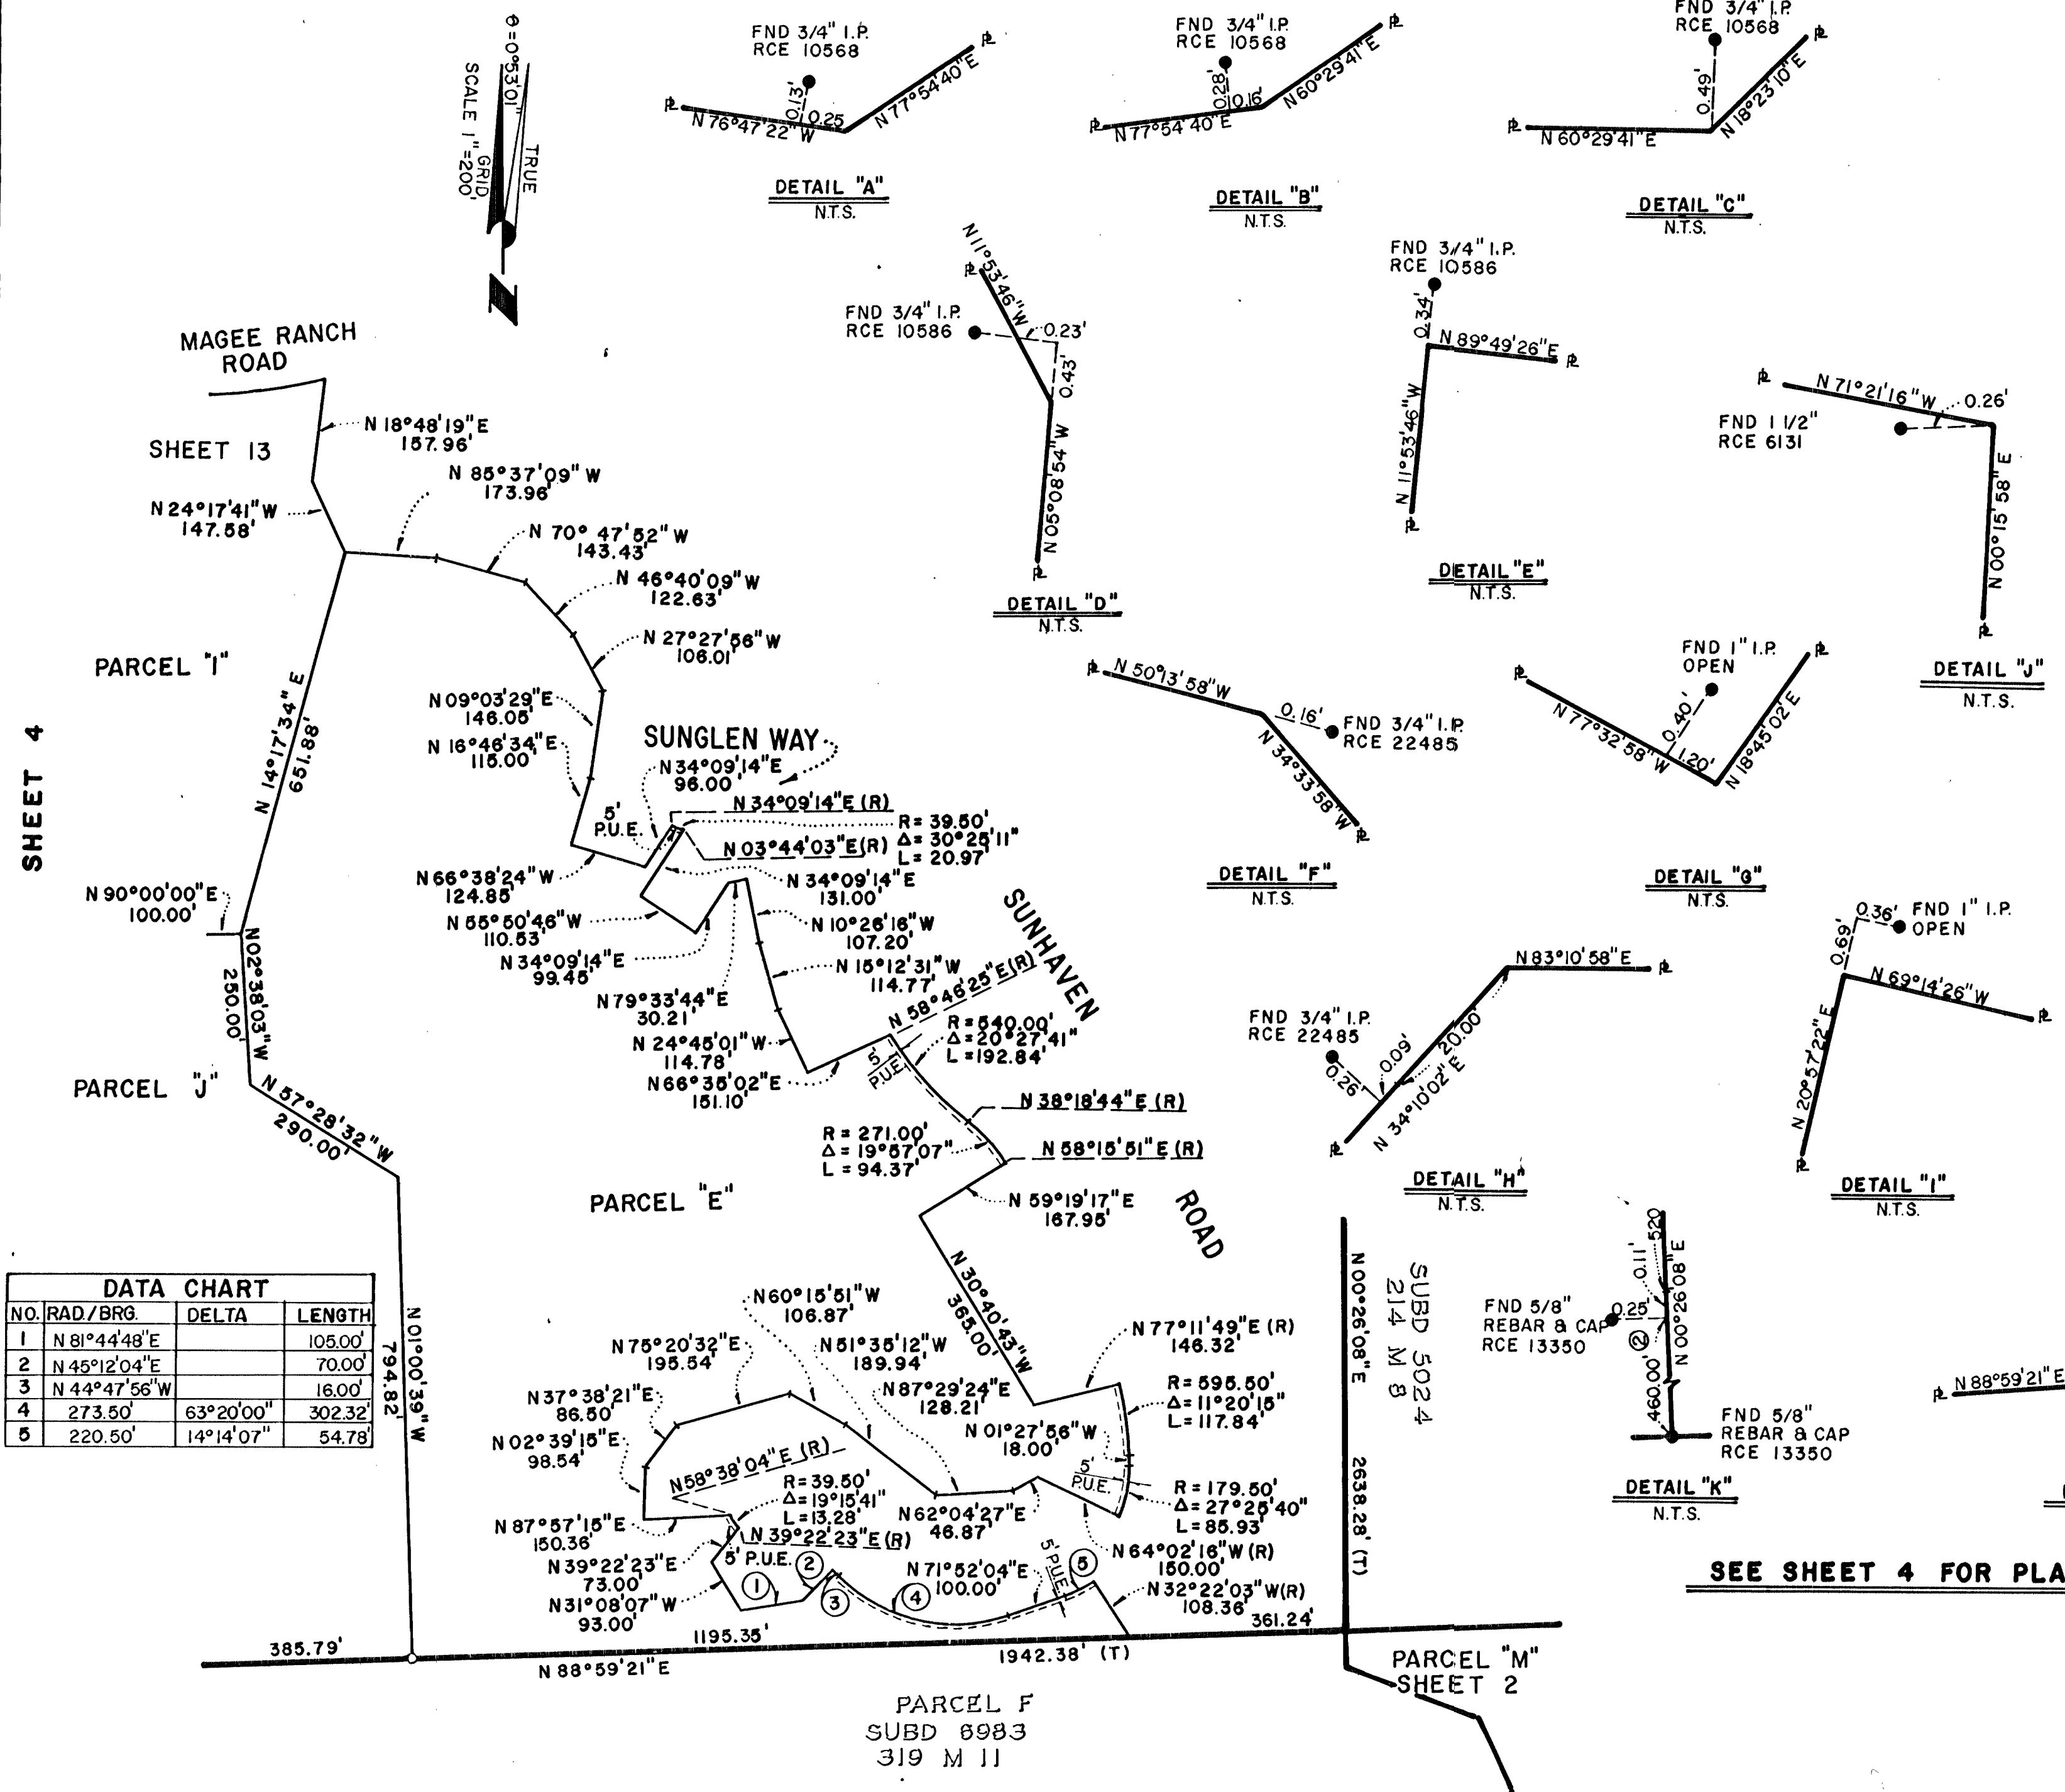 θ=0°53'01"
TRUE
GRID
SCALE 1"=200'
N
FND 3/4" I.P.
RCE 10568
0.13'
0.25
N 76°47'22" W
N 77°54'40" E
PL
PL
DETAIL "A"
N.T.S.
FND 3/4" I.P.
RCE 10568
0.28'
0.16'
N 77°54'40" E
N 60°29'41" E
PL
PL
DETAIL "B"
N.T.S.
FND 3/4" I.P.
RCE 10568
0.49'
N 60°29'41" E
N 18°23'10" E
PL
PL
DETAIL "C"
N.T.S.
N 11°53'46" W
PL
FND 3/4" I.P.
RCE 10586
0.23'
0.43'
N 05°08'54" W
PL
DETAIL "D"
N.T.S.
FND 3/4" I.P.
RCE 10586
0.34'
N 89°49'26" E
PL
N 11°53'46" W
PL
DETAIL "E"
N.T.S.
PL
N 71°21'16" W
0.26'
FND 1 1/2"
RCE 6131
N 00°15'58" E
PL
DETAIL "J"
N.T.S.
PL
N 50°13'58" W
0.16'
FND 3/4" I.P.
RCE 22485
N 34°33'58" W
PL
DETAIL "F"
N.T.S.
FND 1" I.P.
OPEN
PL
PL
0.40'
1.20'
N 77°32'58" W
N 18°45'02" E
DETAIL "G"
N.T.S.
N 83°10'58" E
PL
FND 3/4" I.P.
RCE 22485
0.26'
0.09'
20.00'
N 34°10'02" E
PL
DETAIL "H"
N.T.S.
0.36'
FND 1" I.P.
OPEN
0.69'
N 69°14'26" W
PL
N 20°57'22" E
PL
DETAIL "I"
N.T.S.
520
0.11'
0.25'
FND 5/8"
REBAR & CAP
RCE 13350
N 00°26'08" E
2
460.00'
FND 5/8"
REBAR & CAP
RCE 13350
DETAIL "K"
N.T.S.
PL
N 88°59'21" E
SEE SHEET 4 FOR PLA
MAGEE RANCH
ROAD
SHEET 13
N 18°48'19" E
157.96'
N 85°37'09" W
173.96'
N 24°17'41" W
147.58'
N 70°47'52" W
143.43'
N 46°40'09" W
122.63'
N 27°27'56" W
106.01'
PARCEL "I"
SHEET 4
N 14°17'34" E
651.88'
N 09°03'29" E
146.05'
N 16°46'34" E
115.00'
SUNGLEN WAY
N 34°09'14" E
96.00'
N 34°09'14" E (R)
5'
P.U.E.
R = 39.50'
Δ = 30°25'11"
L = 20.97'
N 03°44'03" E (R)
N 66°38'24" W
124.85'
N 34°09'14" E
131.00'
N 55°50'46" W
110.53'
N 10°26'16" W
107.20'
N 34°09'14" E
99.45'
N 15°12'31" W
114.77'
N 79°33'44" E
30.21'
N 58°46'25" E (R)
SUNHAVEN
ROAD
N 24°45'01" W
114.78'
R = 540.00'
Δ = 20°27'41"
L = 192.84'
N 66°35'02" E
151.10'
5'
P.U.E.
N 90°00'00" E
100.00'
N 02°38'03" W
250.00'
PARCEL "J"
N 57°28'32" W
290.00'
N 38°18'44" E (R)
R = 271.00'
Δ = 19°57'07"
L = 94.37'
N 58°15'51" E (R)
PARCEL "E"
N 59°19'17" E
167.95'
N 30°40'43" W
365.00'
DATA CHART
NO. RAD./BRG. DELTA LENGTH
1 N 81°44'48" E 105.00'
2 N 45°12'04" E 70.00'
3 N 44°47'56" W 16.00'
4 273.50' 63°20'00" 302.32'
5 220.50' 14°14'07" 54.78'
N 01°00'39" W
794.82'
N 60°15'51" W
106.87'
N 75°20'32" E
195.54'
N 51°35'12" W
189.94'
N 77°11'49" E (R)
146.32'
N 37°38'21" E
86.50'
N 87°29'24" E
128.21'
R = 595.50'
Δ = 11°20'15"
L = 117.84'
N 02°39'15" E
98.54'
N 01°27'56" W
18.00'
N 58°38'04" E (R)
5'
P.U.E.
R = 39.50'
Δ = 19°15'41"
L = 13.28'
R = 179.50'
Δ = 27°25'40"
L = 85.93'
N 62°04'27" E
46.87'
N 87°57'15" E
150.36'
N 39°22'23" E (R)
N 64°02'16" W (R)
150.00'
N 39°22'23" E
73.00'
5' P.U.E.
1
2
3
4
5
N 71°52'04" E
100.00'
5' P.U.E.
N 32°22'03" W (R)
108.36'
N 31°08'07" W
93.00'
361.24'
385.79'
1195.35'
N 88°59'21" E
1942.38' (T)
N 00°26'08" E
2638.28' (T)
SUBD 5024
214 M 8
PARCEL "M"
SHEET 2
PARCEL F
SUBD 6983
319 M 11